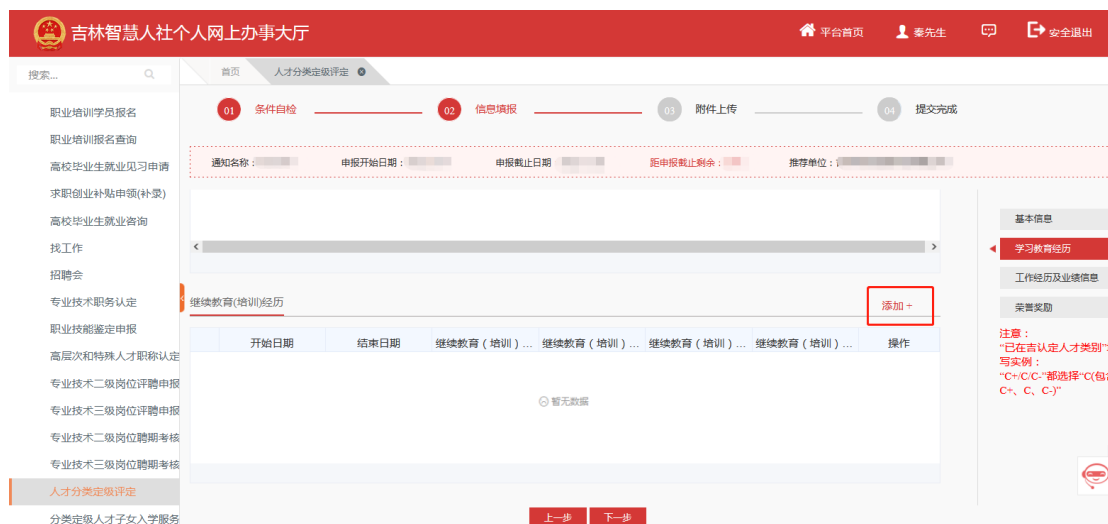 吉林智慧人社个人网上办事大厅
平台首页 秦先生 安全退出
搜索... 首页 人才分类定级评定
01 条件自检 02 信息填报 03 附件上传 04 提交完成
通知名称: 申报开始日期: 申报截止日期 距申报截止剩余: 推荐单位:
职业培训学员报名
职业培训报名查询
高校毕业生就业见习申请
求职创业补贴申领(补录)
高校毕业生就业咨询
找工作
招聘会
专业技术职务认定
职业技能鉴定申报
高层次和特殊人才职称认定
专业技术二级岗位评聘申报
专业技术三级岗位评聘申报
专业技术二级岗位聘期考核
专业技术三级岗位聘期考核
人才分类定级评定
分类定级人才子女入学服务
继续教育(培训)经历 添加 +
开始日期 结束日期 继续教育(培训)... 继续教育(培训)... 继续教育(培训)... 继续教育(培训)... 操作
暂无数据
上一步 下一步
基本信息
学习教育经历
工作经历及业绩信息
荣誉奖励
注意:
“已在吉认定人才类别”
写实例:
“C+/C/C-”都选择“C(包含
C+、C、C-)”